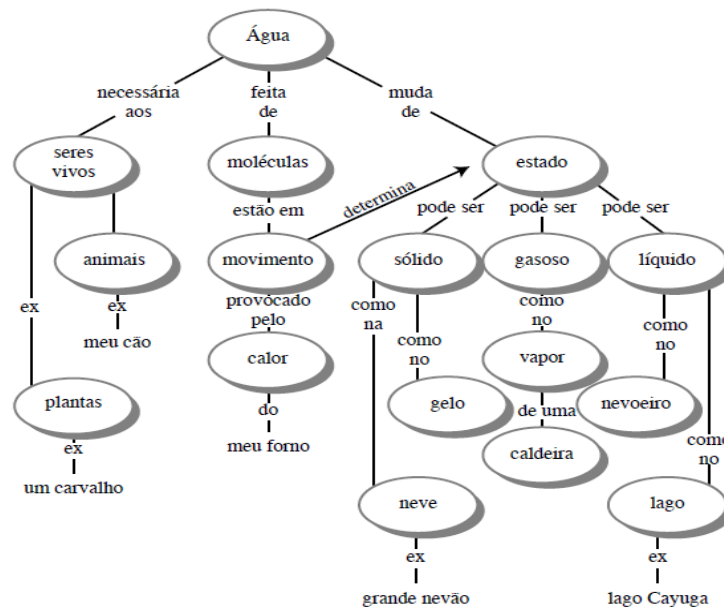 Água
necessária
aos
feita
de
muda
de
seres
vivos
moléculas
estado
estão em
determina
pode ser
pode ser
pode ser
animais
movimento
sólido
gasoso
líquido
ex
ex
provocado
pelo
como
na
como
no
como
no
como
no
meu cão
calor
vapor
plantas
do
gelo
de uma
nevoeiro
ex
meu forno
caldeira
como
no
um carvalho
neve
lago
ex
ex
grande nevão
lago Cayuga